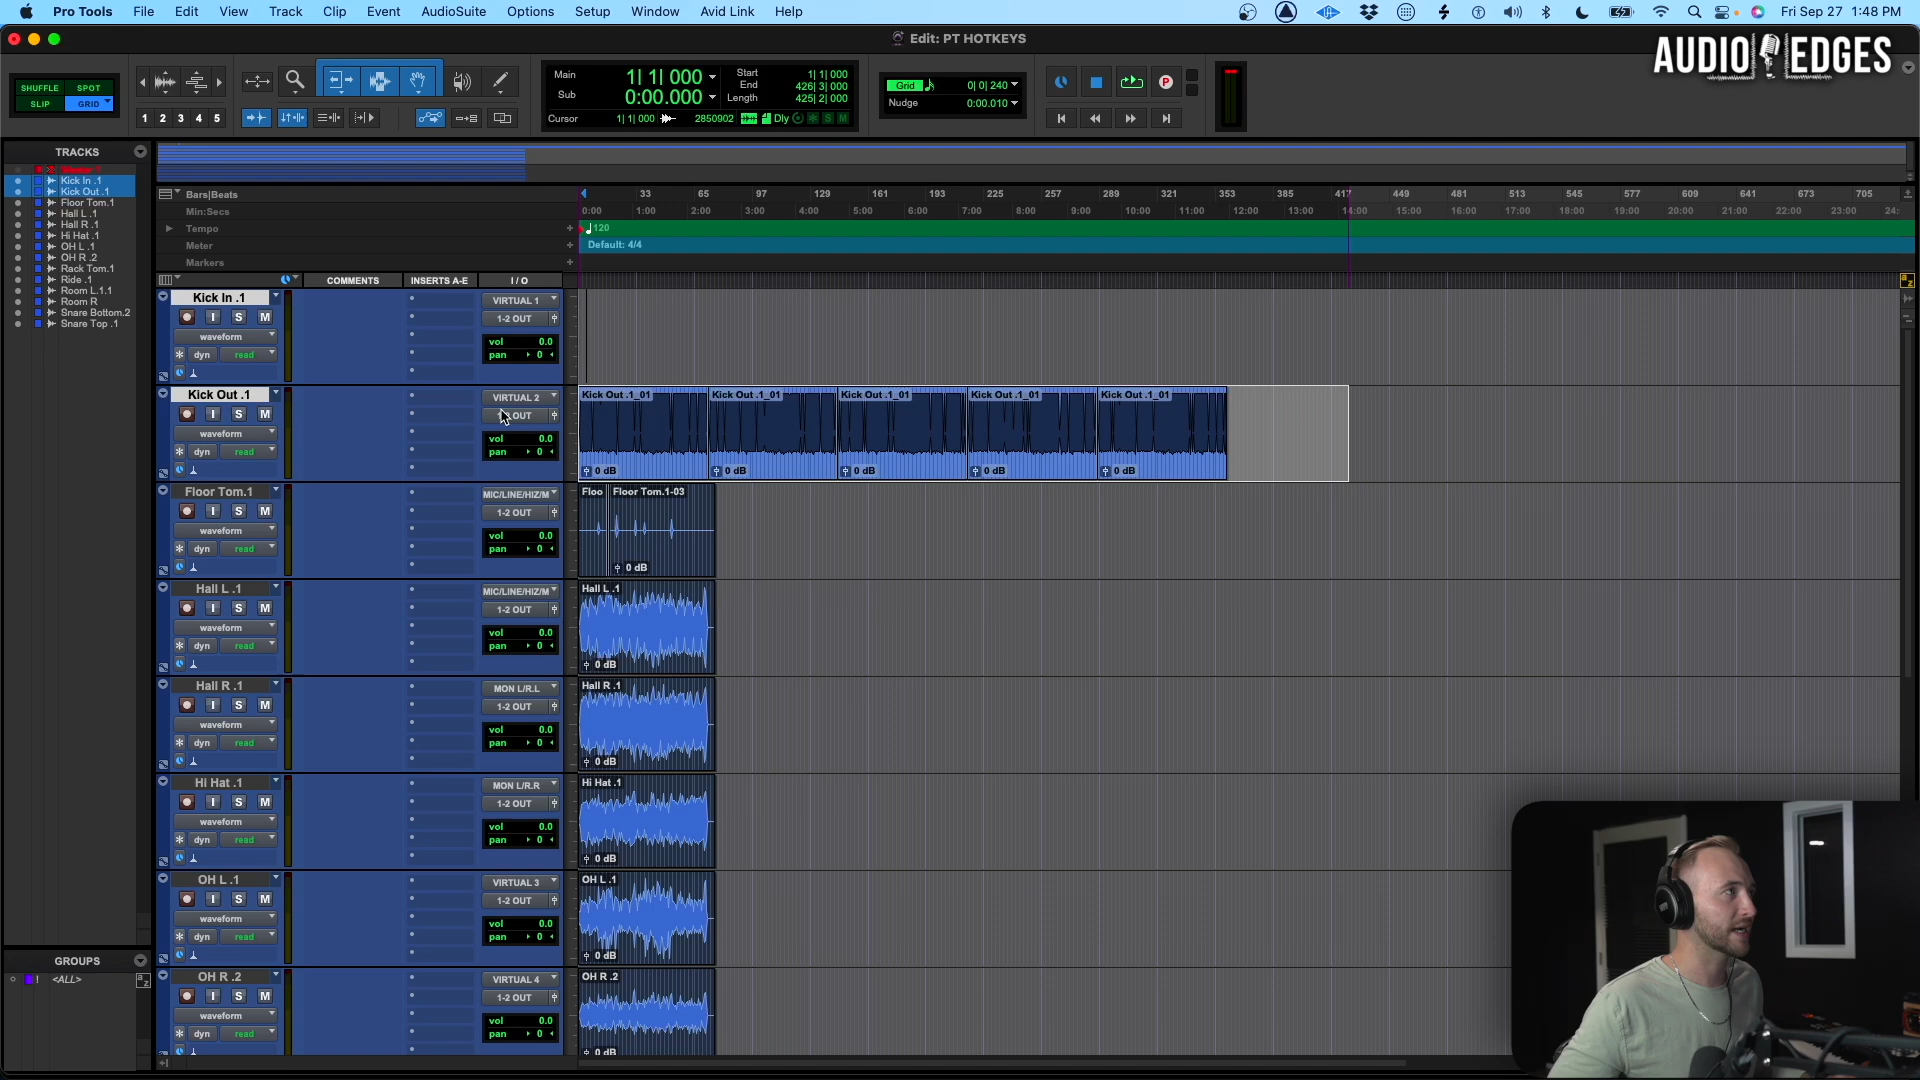 Pro Tools File Edit View Track Clip Event AudioSuite Options Setup Window Avid Link Help Fri Sep 27 1:48 PM
Edit: PT HOTKEYS
AUDIO EDGES
SHUFFLE SPOT
SLIP GRID
1 2 3 4 5
Main 1| 1| 000
Sub 0:00.000
Start 1| 1| 000
End 426| 3| 000
Length 425| 2| 000
Cursor 1| 1| 000 2850902 Dly S M
Grid 0| 0| 240
Nudge 0:00.010
P
TRACKS
Kick In .1
Kick Out .1
Floor Tom.1
Hall L .1
Hall R .1
Hi Hat .1
OH L .1
OH R .2
Rack Tom.1
Ride .1
Room L.1.1
Room R
Snare Bottom.2
Snare Top .1
GROUPS
! <ALL>
a z
Bars|Beats 33 65 97 129 161 193 225 257 289 321 353 385 417 449 481 513 545 577 609 641 673 705
Min:Secs 0:00 1:00 2:00 3:00 4:00 5:00 6:00 7:00 8:00 9:00 10:00 11:00 12:00 13:00 14:00 15:00 16:00 17:00 18:00 19:00 20:00 21:00 22:00 23:00 24:
Tempo + 120
Meter + Default: 4/4
Markers +
COMMENTS INSERTS A-E I / O
a z
Kick In .1 VIRTUAL 1
I S M 1-2 OUT
waveform vol 0.0
dyn read pan 0
Kick Out .1 VIRTUAL 2
I S M OUT
waveform vol 0.0
dyn read pan 0
Kick Out .1_01 Kick Out .1_01 Kick Out .1_01 Kick Out .1_01 Kick Out .1_01
0 dB 0 dB 0 dB 0 dB 0 dB
Floor Tom.1 MIC/LINE/HIZ/M
I S M 1-2 OUT
waveform vol 0.0
dyn read pan 0
Floo Floor Tom.1-03
0 dB
Hall L .1 MIC/LINE/HIZ/M
I S M 1-2 OUT
waveform vol 0.0
dyn read pan 0
Hall L .1
0 dB
Hall R .1 MON L/R.L
I S M 1-2 OUT
waveform vol 0.0
dyn read pan 0
Hall R .1
0 dB
Hi Hat .1 MON L/R.R
I S M 1-2 OUT
waveform vol 0.0
dyn read pan 0
Hi Hat .1
0 dB
OH L .1 VIRTUAL 3
I S M 1-2 OUT
waveform vol 0.0
dyn read pan 0
OH L .1
0 dB
OH R .2 VIRTUAL 4
I S M 1-2 OUT
waveform vol 0.0
dyn read pan 0
OH R .2
0 dB